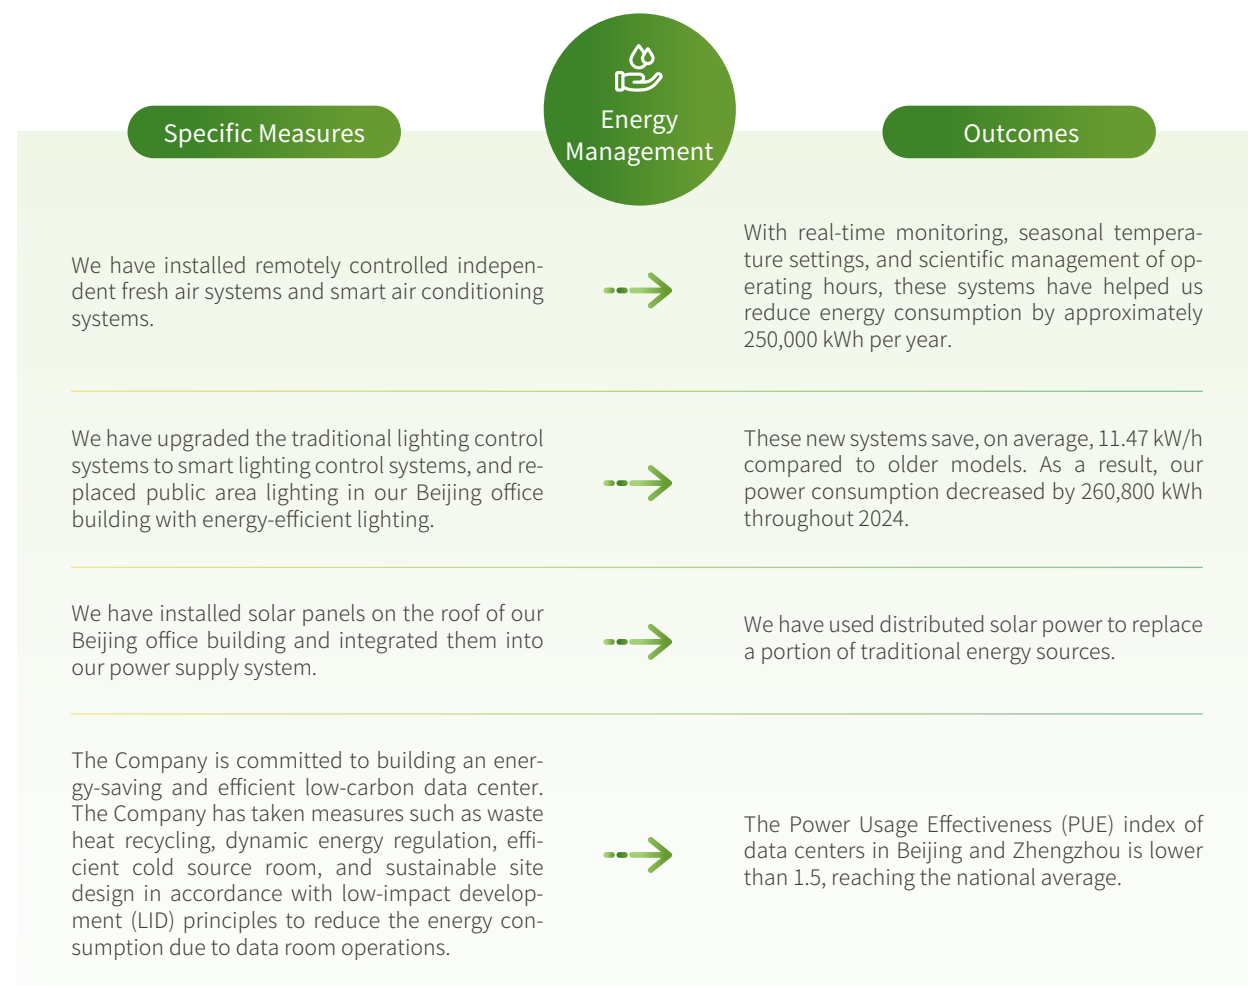 Energy
Management
Specific Measures
Outcomes
We have installed remotely controlled indepen-
dent fresh air systems and smart air conditioning
systems.
With real-time monitoring, seasonal tempera-
ture settings, and scientific management of op-
erating hours, these systems have helped us
reduce energy consumption by approximately
250,000 kWh per year.
We have upgraded the traditional lighting control
systems to smart lighting control systems, and re-
placed public area lighting in our Beijing office
building with energy-efficient lighting.
These new systems save, on average, 11.47 kW/h
compared to older models. As a result, our
power consumption decreased by 260,800 kWh
throughout 2024.
We have installed solar panels on the roof of our
Beijing office building and integrated them into
our power supply system.
We have used distributed solar power to replace
a portion of traditional energy sources.
The Company is committed to building an ener-
gy-saving and efficient low-carbon data center.
The Company has taken measures such as waste
heat recycling, dynamic energy regulation, effi-
cient cold source room, and sustainable site
design in accordance with low-impact develop-
ment (LID) principles to reduce the energy con-
sumption due to data room operations.
The Power Usage Effectiveness (PUE) index of
data centers in Beijing and Zhengzhou is lower
than 1.5, reaching the national average.